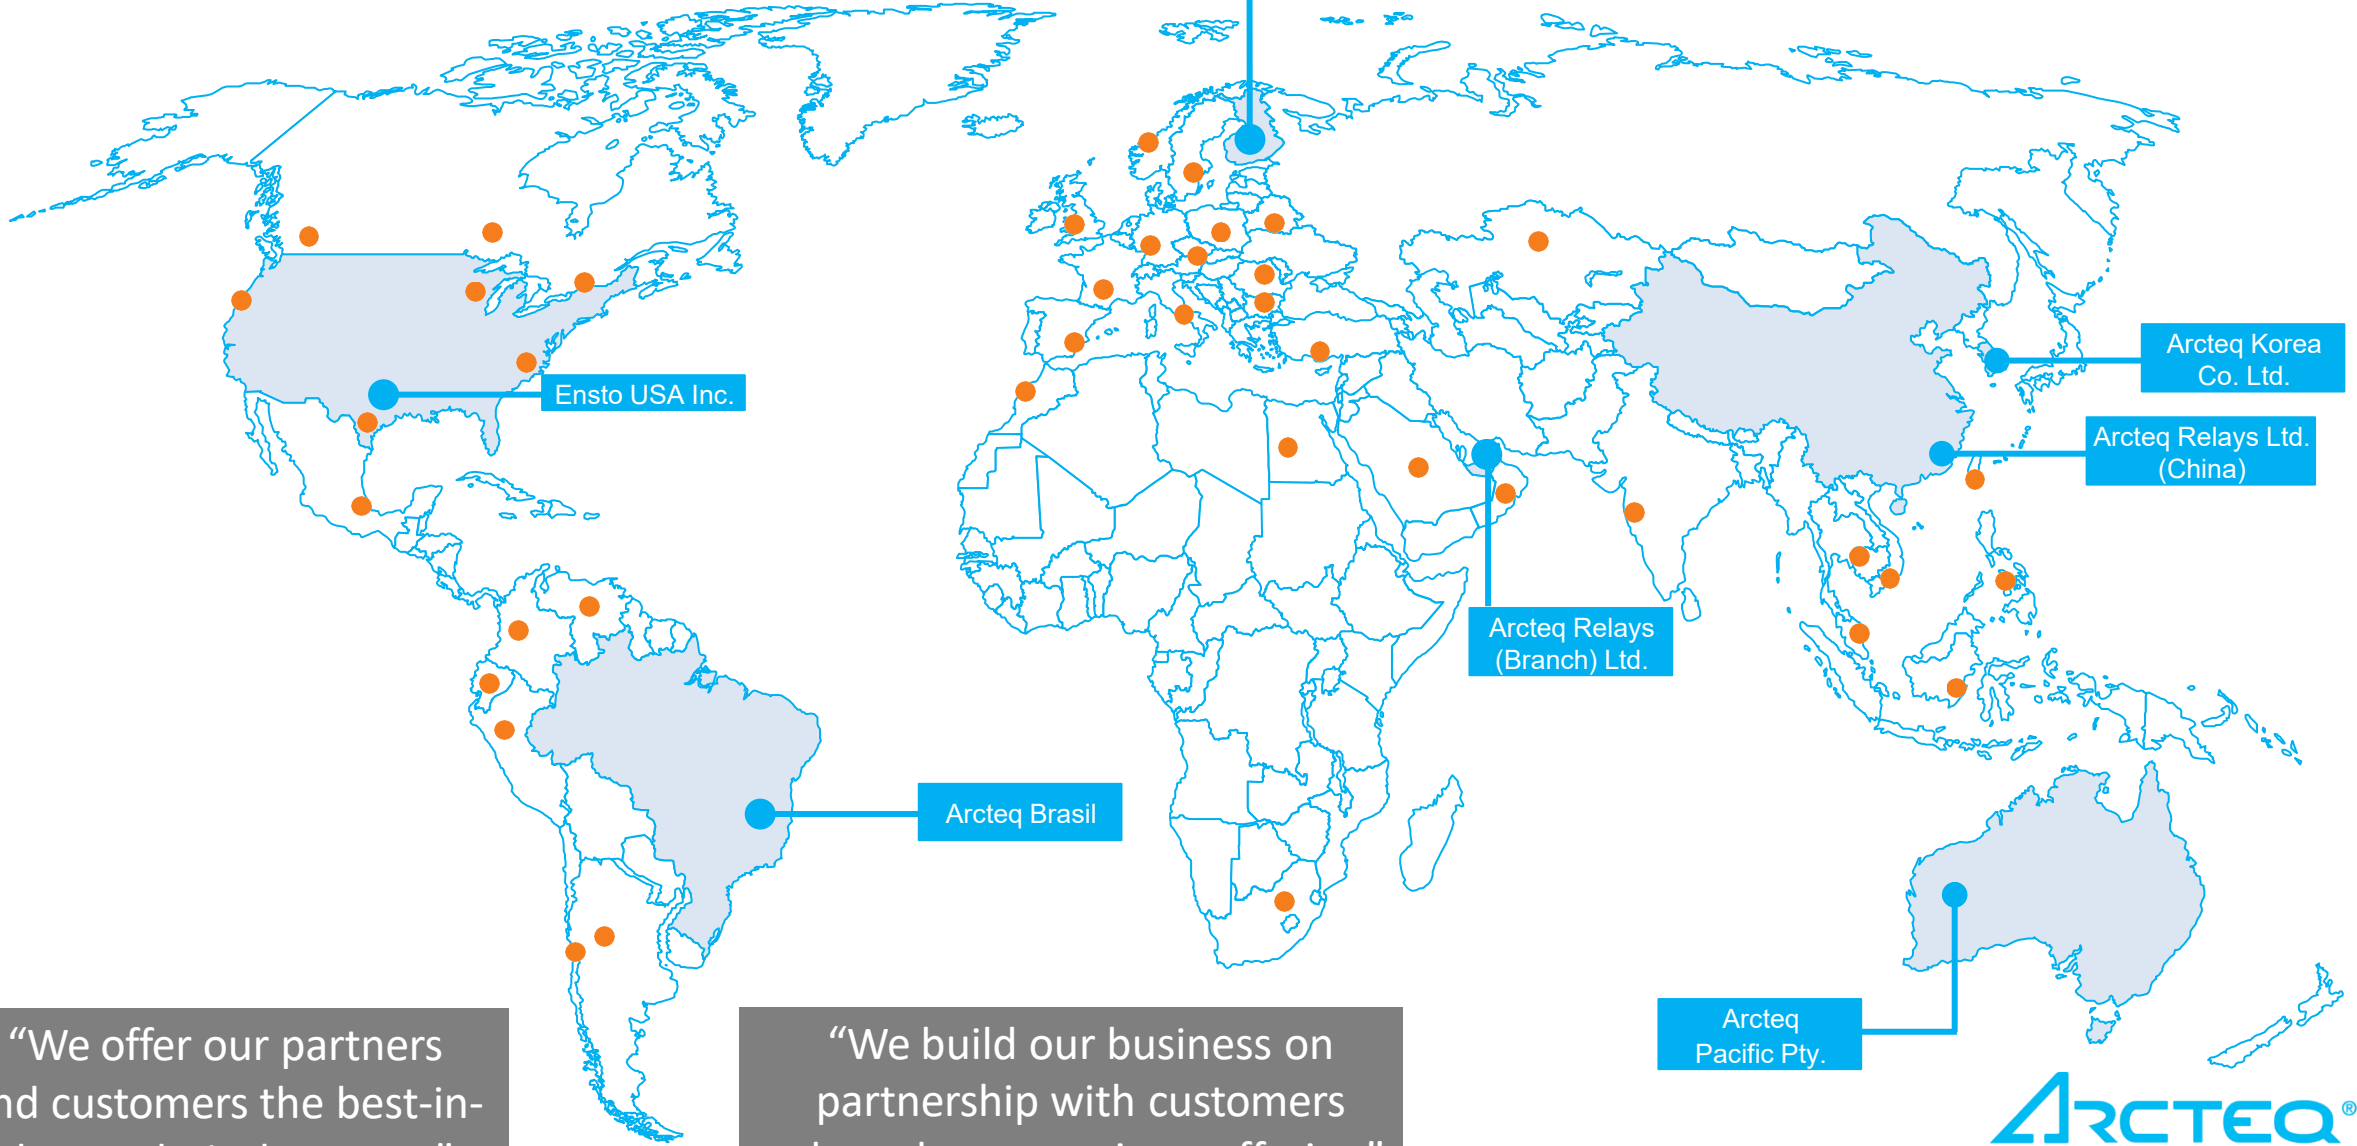 Arcteq Korea
Co. Ltd.
Ensto USA Inc.
Arcteq Relays Ltd.
(China)
Arcteq Relays
(Branch) Ltd.
Arcteq Brasil
Arcteq
Pacific Pty.
“We offer our partners
customers the best-in-
“We build our business on
partnership with customers
ARCTEQ®